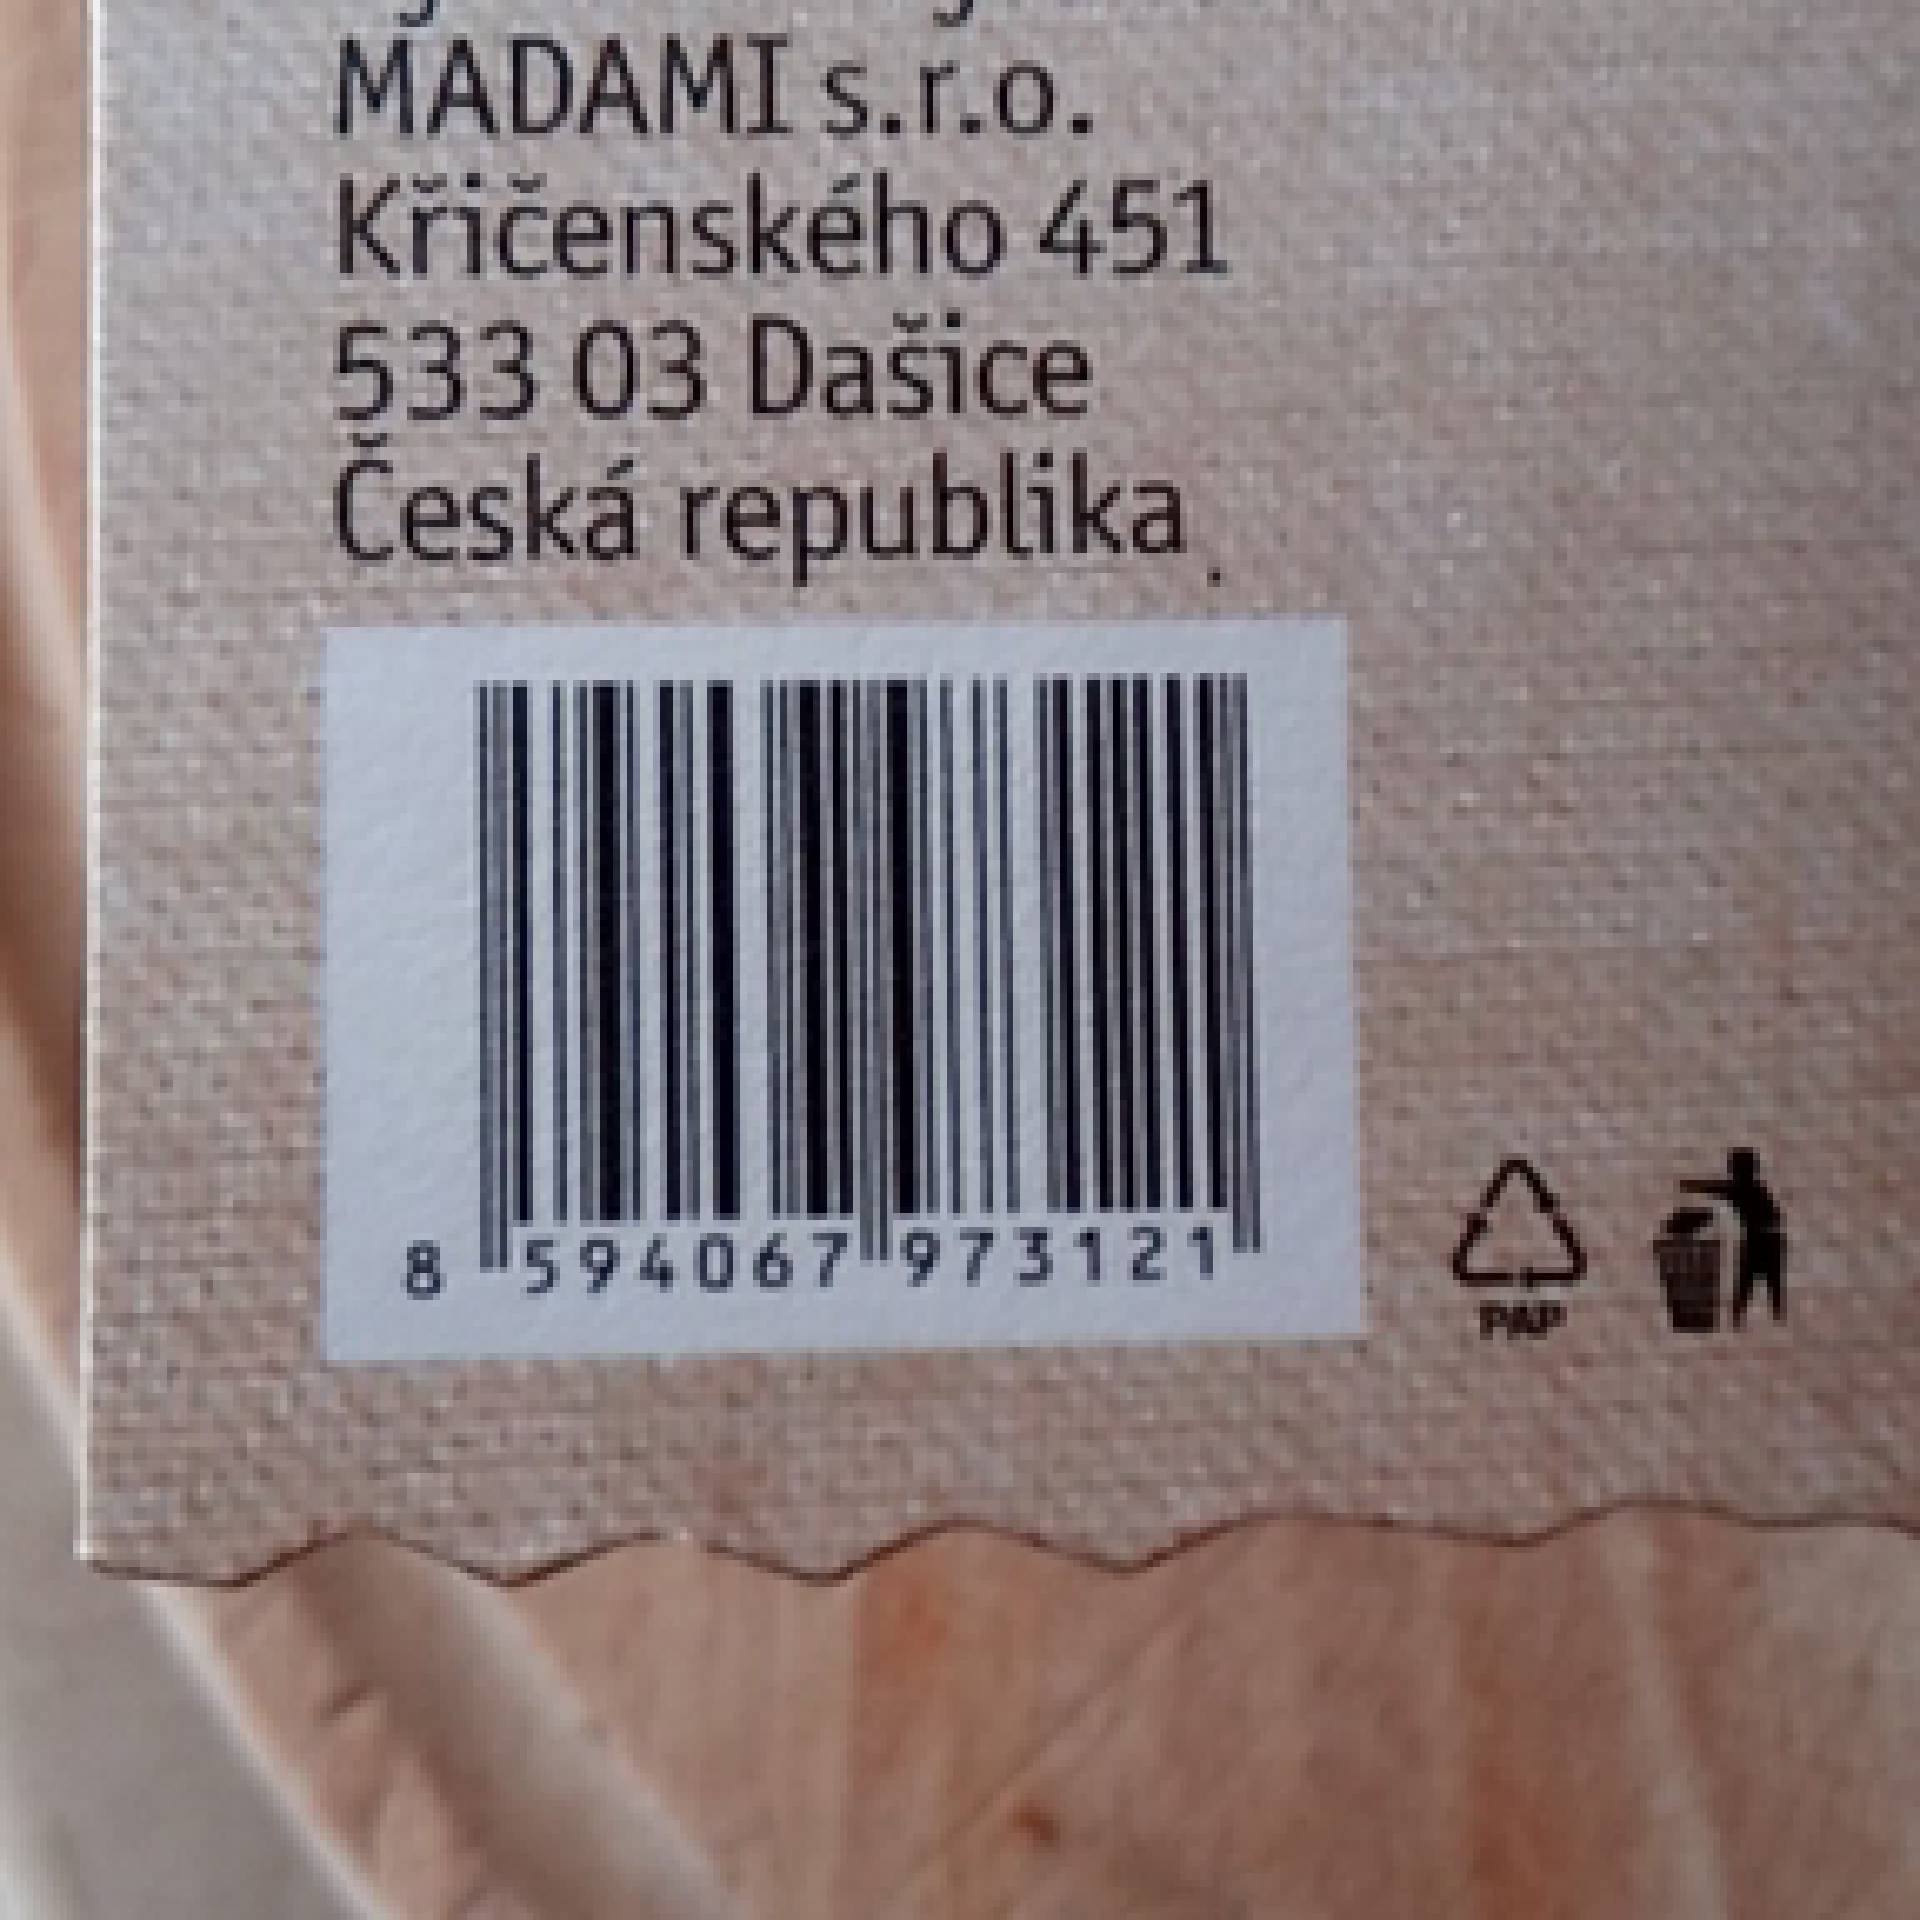 MADAMI s.r.o.
Křičenského 451
533 03 Dašice
Česká republika
8 594067 973121
PAP